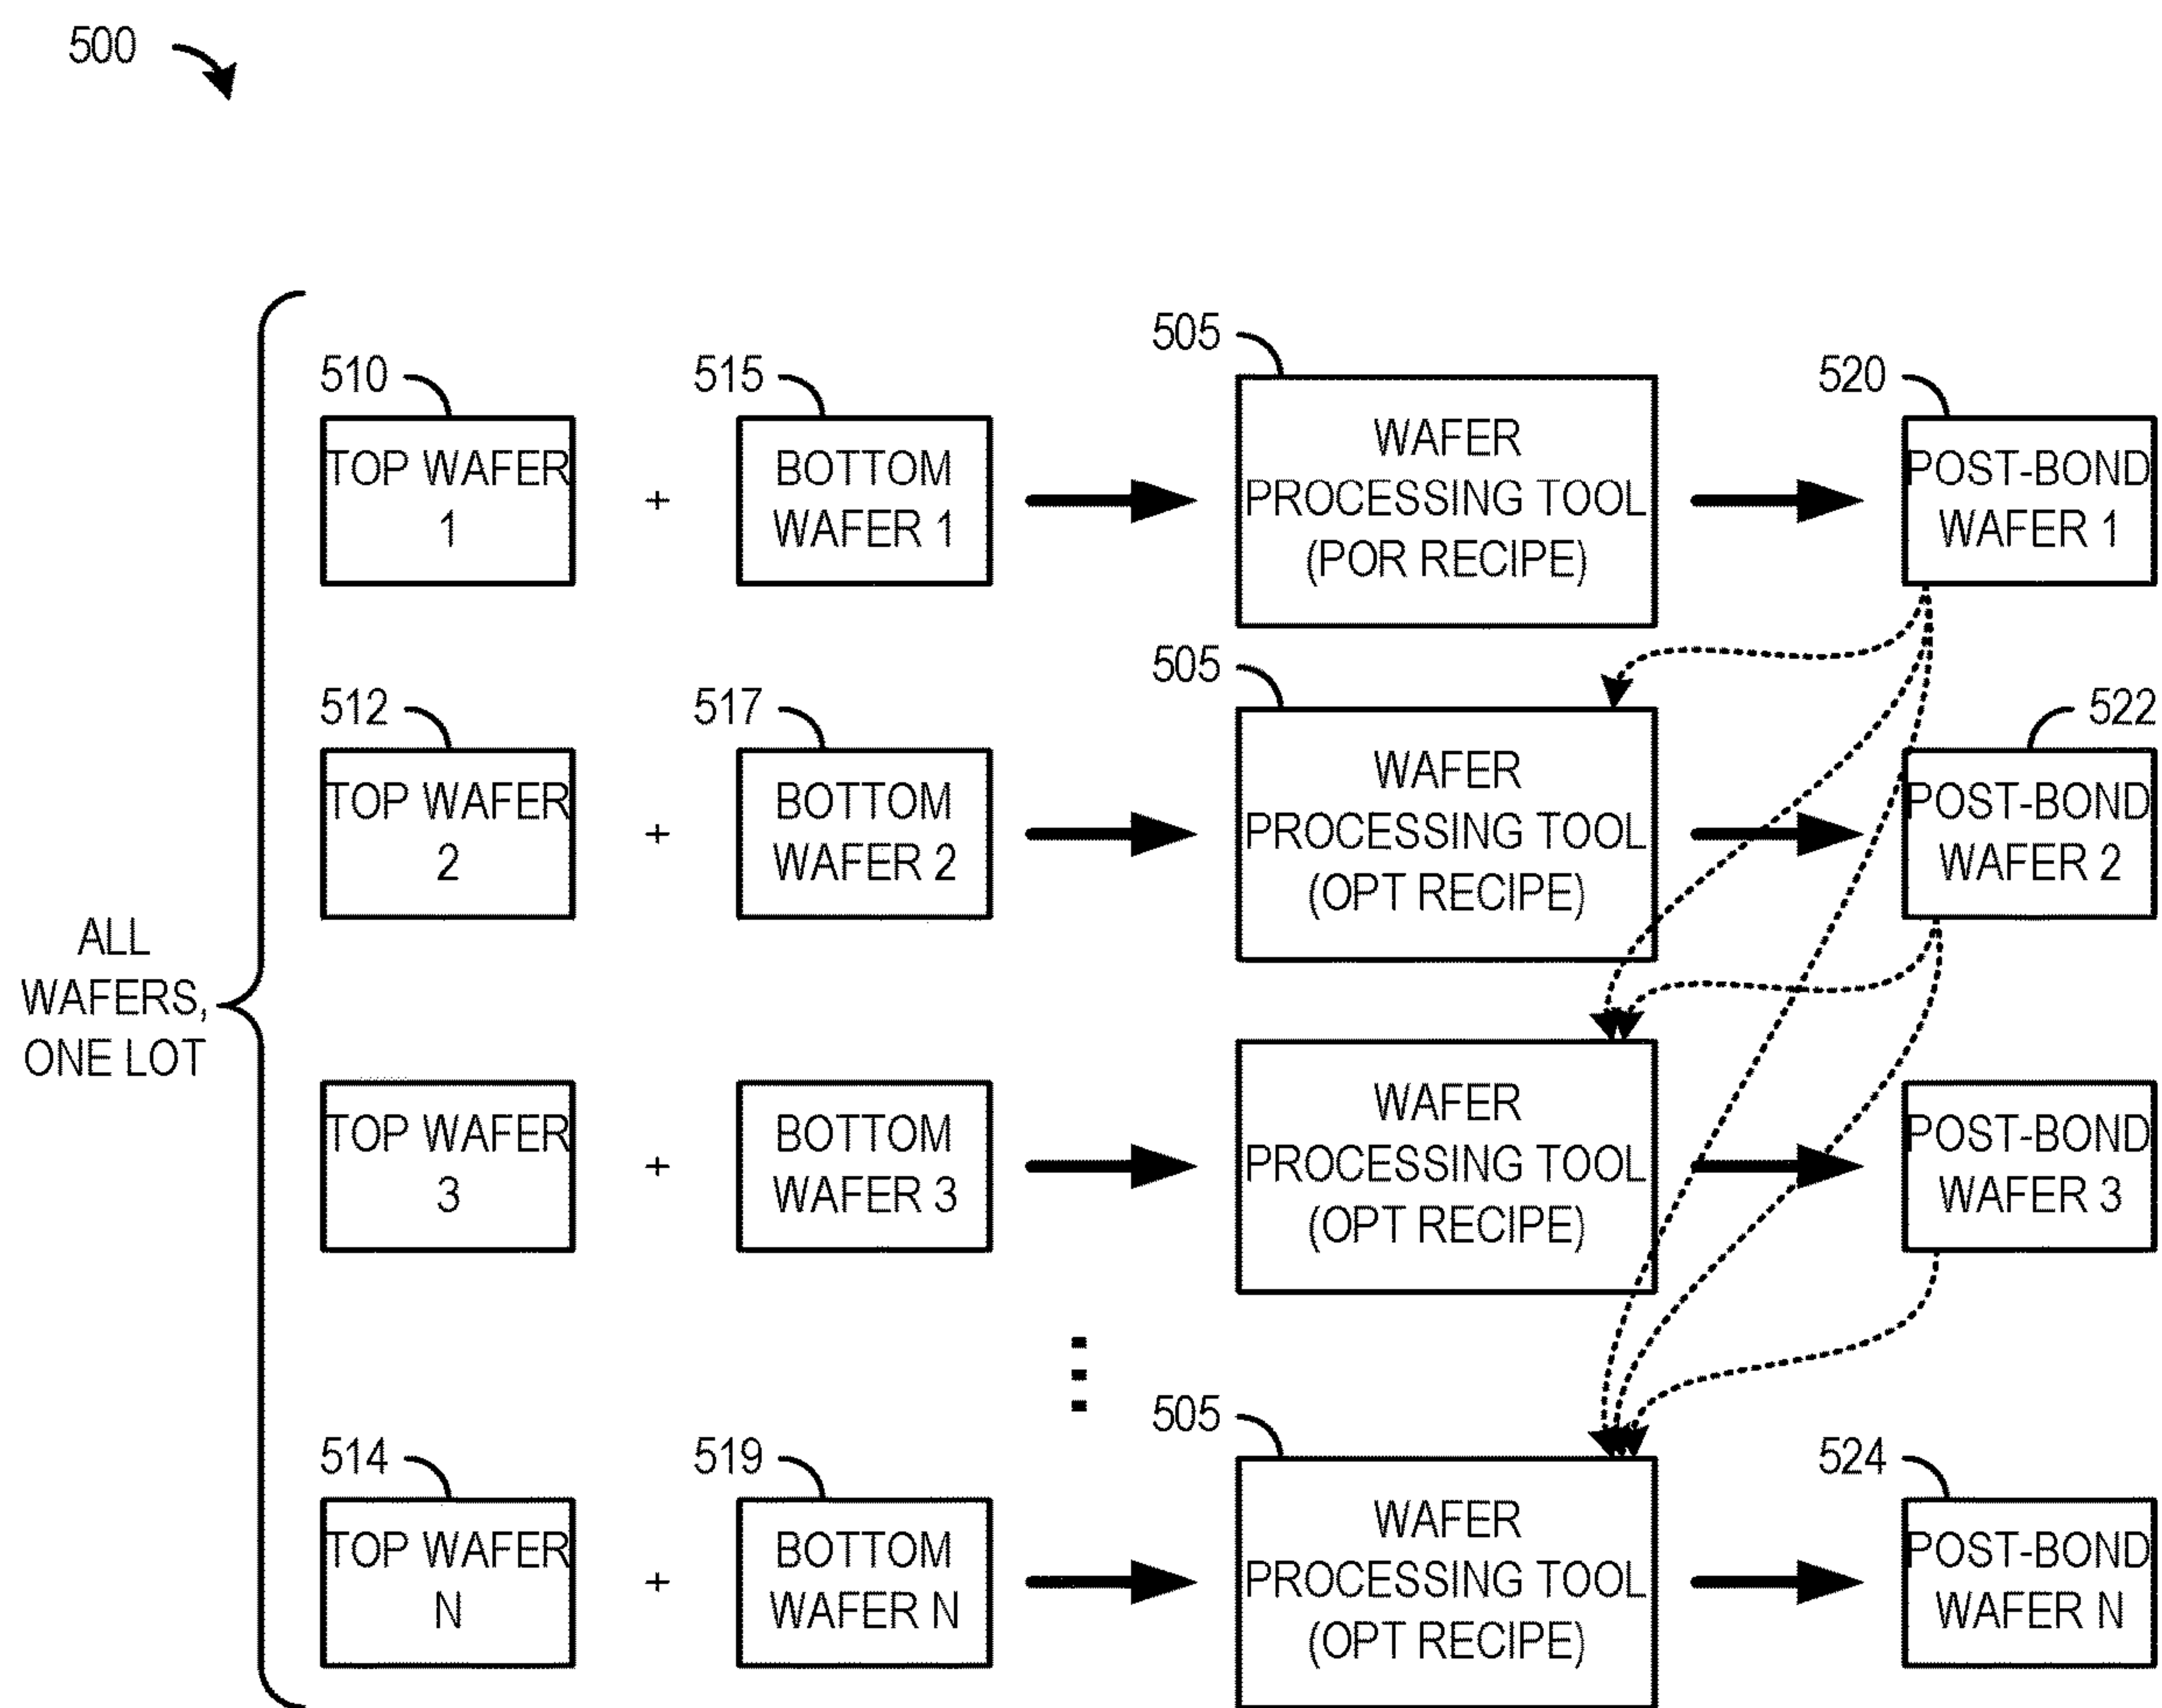 500
510
515
505
520
TOP WAFER
1
+
BOTTOM
WAFER 1
WAFER
PROCESSING TOOL
(POR RECIPE)
POST-BOND
WAFER 1
512
517
505
522
TOP WAFER
2
+
BOTTOM
WAFER 2
WAFER
PROCESSING TOOL
(OPT RECIPE)
POST-BOND
WAFER 2
ALL
WAFERS,
ONE LOT
TOP WAFER
3
+
BOTTOM
WAFER 3
WAFER
PROCESSING TOOL
(OPT RECIPE)
POST-BOND
WAFER 3
514
519
505
524
TOP WAFER
N
+
BOTTOM
WAFER N
WAFER
PROCESSING TOOL
(OPT RECIPE)
POST-BOND
WAFER N